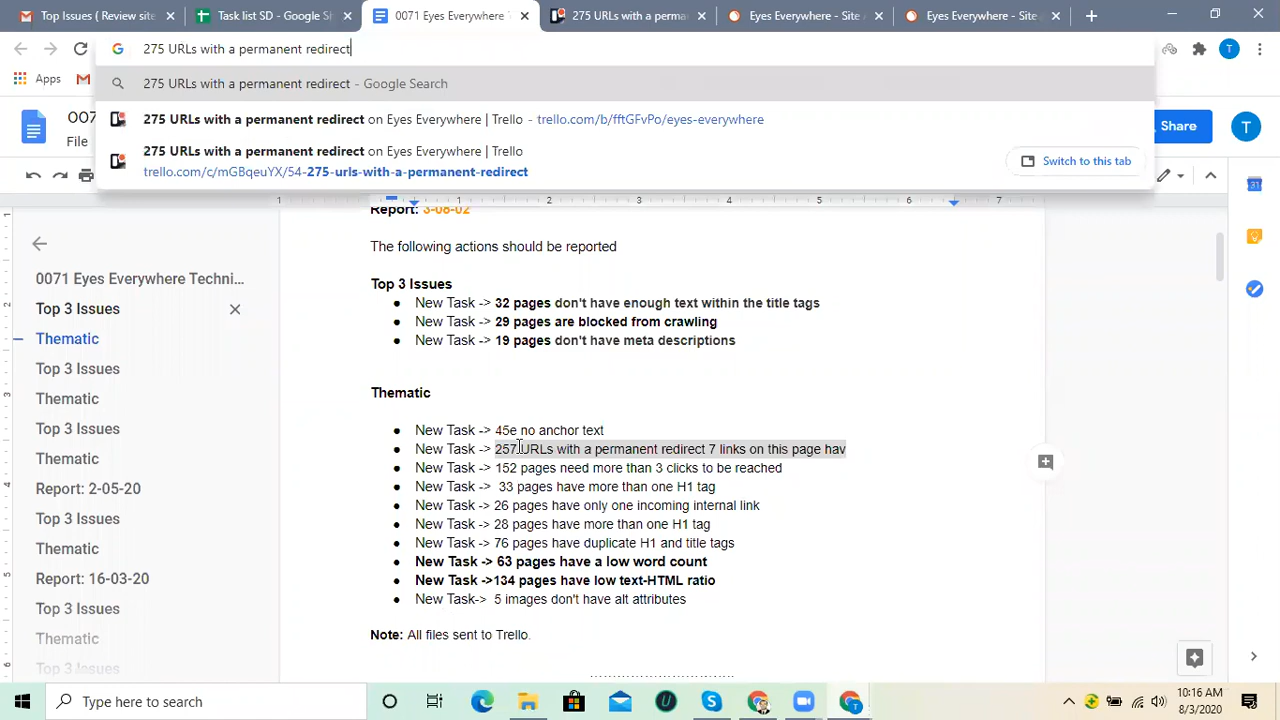 Top 3 Issues (Review sit
Task list SD - Google S
0071 Eyes Everywhere
275 URLs with a perma
Eyes Everywhere - Site
Eyes Everywhere - Site
275 URLs with a permanent redirect
Apps
275 URLs with a permanent redirect - Google Search
275 URLs with a permanent redirect on Eyes Everywhere | Trello - trello.com/b/fftGFvPo/eyes-everywhere
275 URLs with a permanent redirect on Eyes Everywhere | Trello
trello.com/c/mGBqeuYX/54-275-urls-with-a-permanent-redirect
Switch to this tab
007
File
Share
T
T
31
1 1 2 3 4 5 6 7
Report: 3-08-02
The following actions should be reported
Top 3 Issues
● New Task -> 32 pages don't have enough text within the title tags
● New Task -> 29 pages are blocked from crawling
● New Task -> 19 pages don't have meta descriptions
Thematic
● New Task -> 45e no anchor text
● New Task -> 257 URLs with a permanent redirect 7 links on this page hav
● New Task -> 152 pages need more than 3 clicks to be reached
● New Task -> 33 pages have more than one H1 tag
● New Task -> 26 pages have only one incoming internal link
● New Task -> 28 pages have more than one H1 tag
● New Task -> 76 pages have duplicate H1 and title tags
● New Task -> 63 pages have a low word count
● New Task ->134 pages have low text-HTML ratio
● New Task-> 5 images don't have alt attributes
Note: All files sent to Trello.
0071 Eyes Everywhere Techni...
Top 3 Issues
Thematic
Top 3 Issues
Thematic
Top 3 Issues
Thematic
Report: 2-05-20
Top 3 Issues
Thematic
Report: 16-03-20
Top 3 Issues
Thematic
Top 3 Issues
Type here to search
10:16 AM
8/3/2020